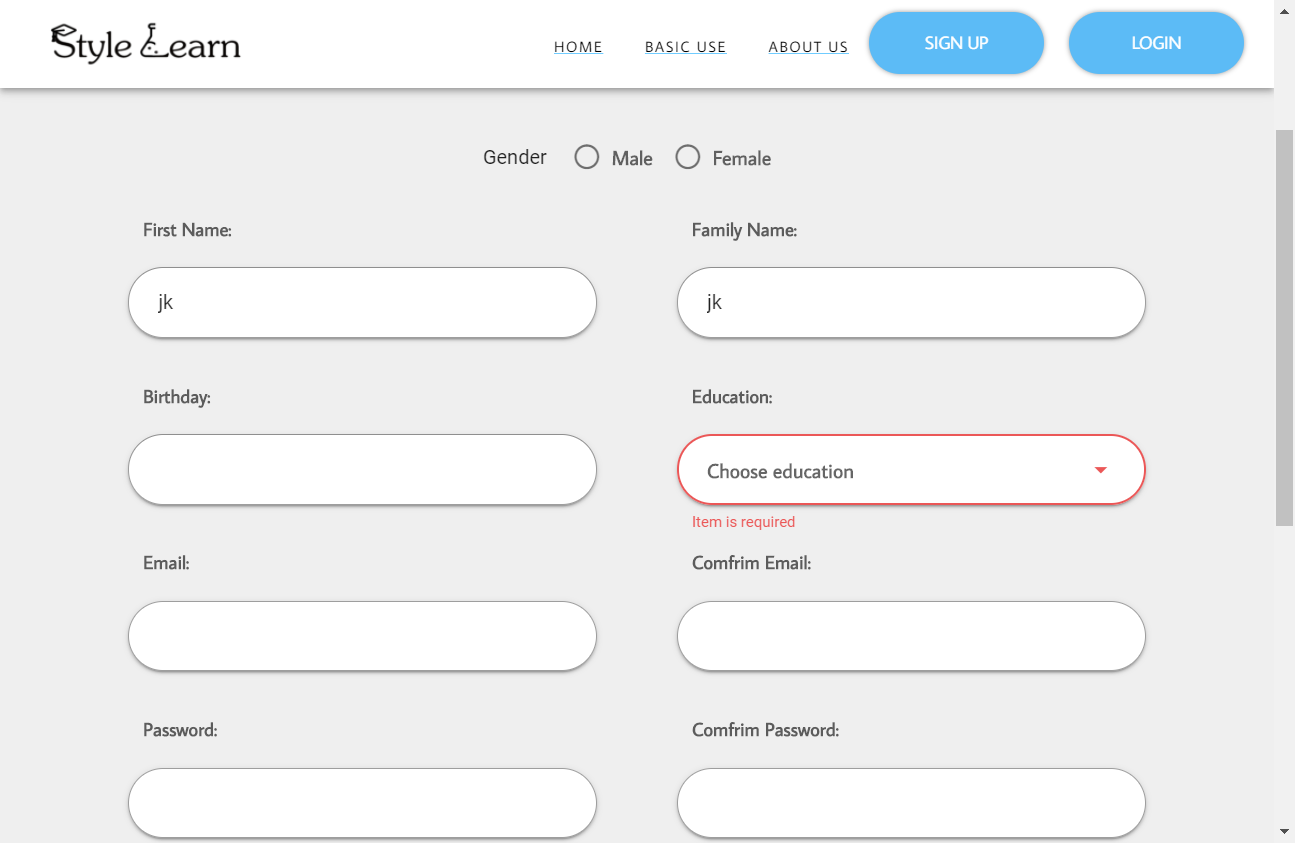 Style Learn
HOME BASIC USE ABOUT US SIGN UP LOGIN
Gender Male Female
First Name: Family Name:
jk jk
Birthday: Education:
Choose education
Item is required
Email: Comfrim Email:
Password: Comfrim Password: